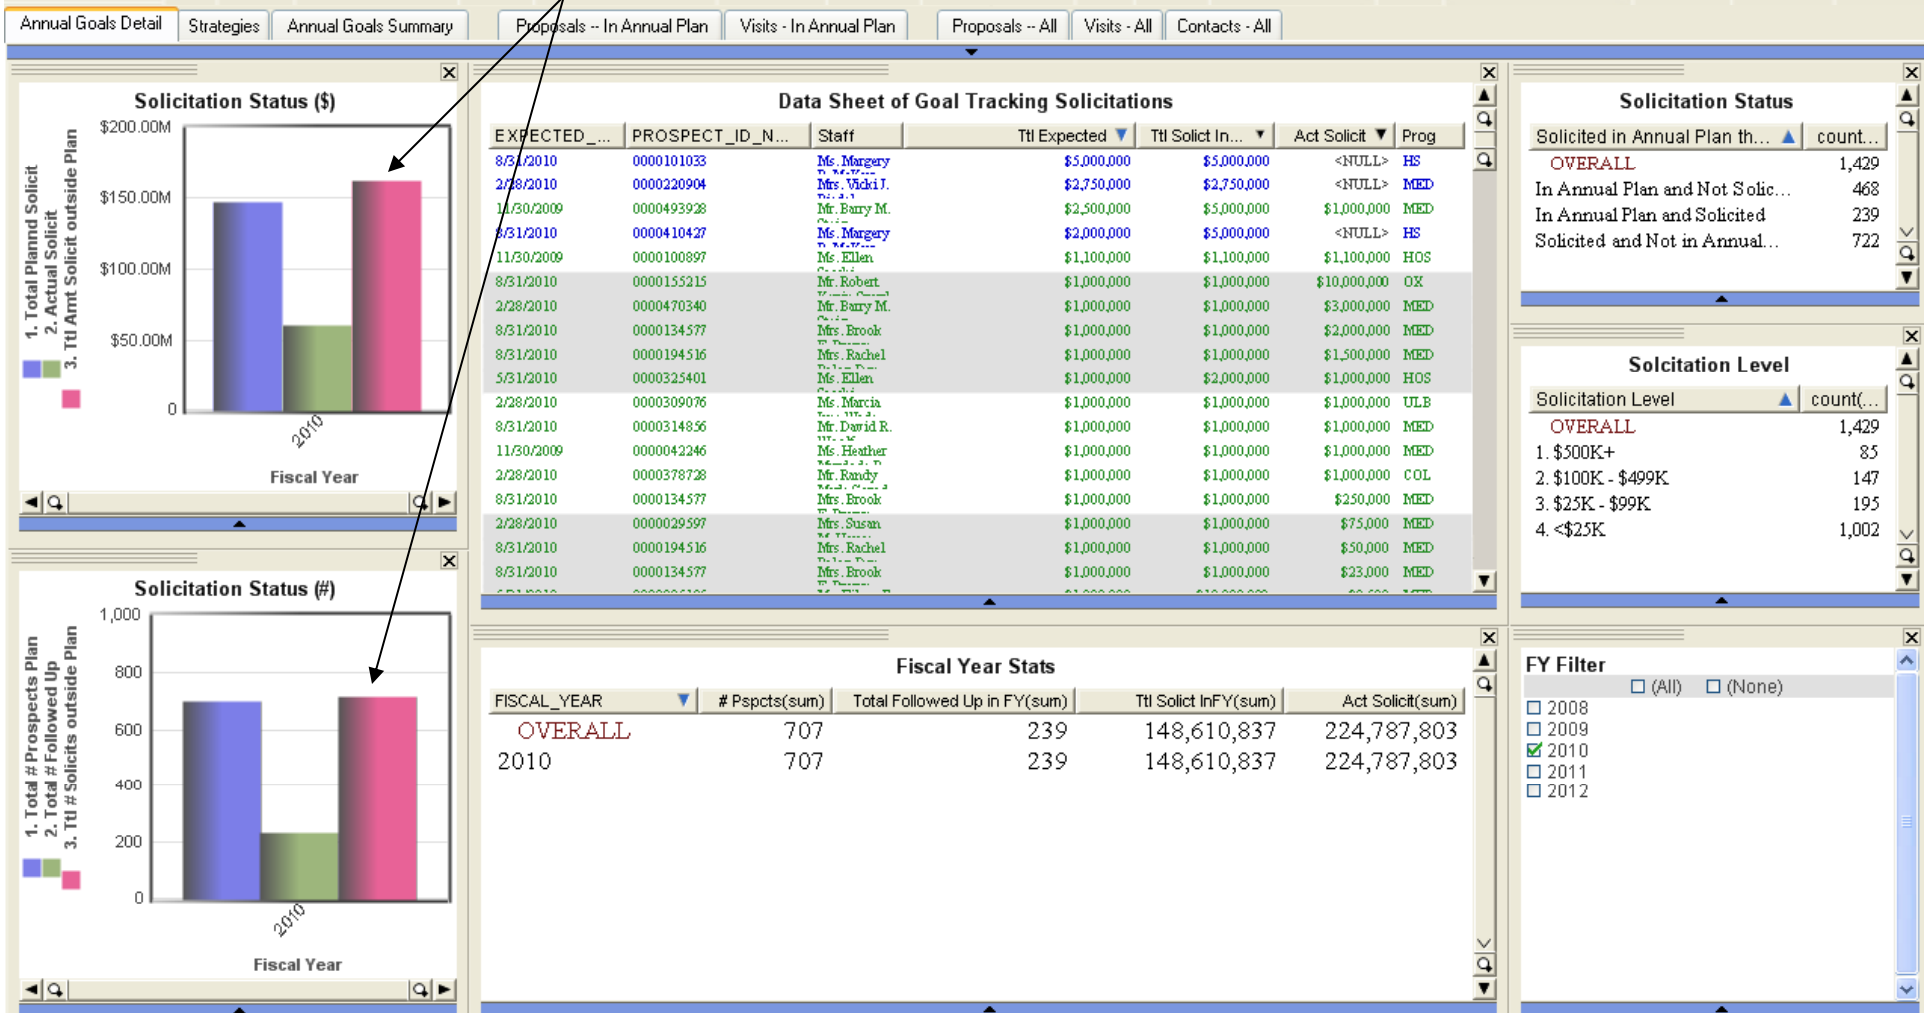 Annual Goals Detail
Strategies
Annual Goals Summary
Proposals -- In Annual Plan
Visits - In Annual Plan
Proposals -- All
Visits - All
Contacts - All
Solicitation Status ($)
1. Total Plannd Solicit
2. Actual Solicit
3. Ttl Amt Solicit outside Plan
$200.00M
$150.00M
$100.00M
$50.00M
0
2010
Fiscal Year
Solicitation Status (#)
1. Total # Prospects Plan
2. Total # Followed Up
3. Ttl # Solicits outside Plan
1,000
800
600
400
200
0
2010
Fiscal Year
Data Sheet of Goal Tracking Solicitations
EXPECTED_... PROSPECT_ID_N... Staff Ttl Expected Ttl Solict In... Act Solicit Prog
8/31/2010 0000101033 Ms. Margery $5,000,000 $5,000,000 <NULL> HS
2/28/2010 0000220904 Mrs. Vicki J. $2,750,000 $2,750,000 <NULL> MED
11/30/2009 0000493928 Mr. Barry M. $2,500,000 $5,000,000 $1,000,000 MED
8/31/2010 0000410427 Ms. Margery $2,000,000 $5,000,000 <NULL> HS
11/30/2009 0000100897 Ms. Ellen $1,100,000 $1,100,000 $1,100,000 HOS
8/31/2010 0000155215 Mr. Robert $1,000,000 $1,000,000 $10,000,000 OX
2/28/2010 0000470340 Mr. Barry M. $1,000,000 $1,000,000 $3,000,000 MED
8/31/2010 0000134577 Mrs. Brook $1,000,000 $1,000,000 $2,000,000 MED
8/31/2010 0000194516 Mrs. Rachel $1,000,000 $1,000,000 $1,500,000 MED
5/31/2010 0000325401 Ms. Ellen $1,000,000 $2,000,000 $1,000,000 HOS
2/28/2010 0000309076 Ms. Marcia $1,000,000 $1,000,000 $1,000,000 ULB
8/31/2010 0000314856 Mr. David R. $1,000,000 $1,000,000 $1,000,000 MED
11/30/2009 0000042246 Ms. Heather $1,000,000 $1,000,000 $1,000,000 MED
2/28/2010 0000378728 Mr. Randy $1,000,000 $1,000,000 $1,000,000 COL
8/31/2010 0000134577 Mrs. Brook $1,000,000 $1,000,000 $250,000 MED
2/28/2010 0000029597 Mrs. Susan $1,000,000 $1,000,000 $75,000 MED
8/31/2010 0000194516 Mrs. Rachel $1,000,000 $1,000,000 $50,000 MED
8/31/2010 0000134577 Mrs. Brook $1,000,000 $1,000,000 $23,000 MED
Fiscal Year Stats
FISCAL_YEAR # Pspcts(sum) Total Followed Up in FY(sum) Ttl Solict InFY(sum) Act Solicit(sum)
OVERALL 707 239 148,610,837 224,787,803
2010 707 239 148,610,837 224,787,803
Solicitation Status
Solicited in Annual Plan th... count...
OVERALL 1,429
In Annual Plan and Not Solic... 468
In Annual Plan and Solicited 239
Solicited and Not in Annual... 722
Solcitation Level
Solicitation Level count(...
OVERALL 1,429
1. $500K+ 85
2. $100K - $499K 147
3. $25K - $99K 195
4. <$25K 1,002
FY Filter
(All) (None)
2008
2009
2010
2011
2012